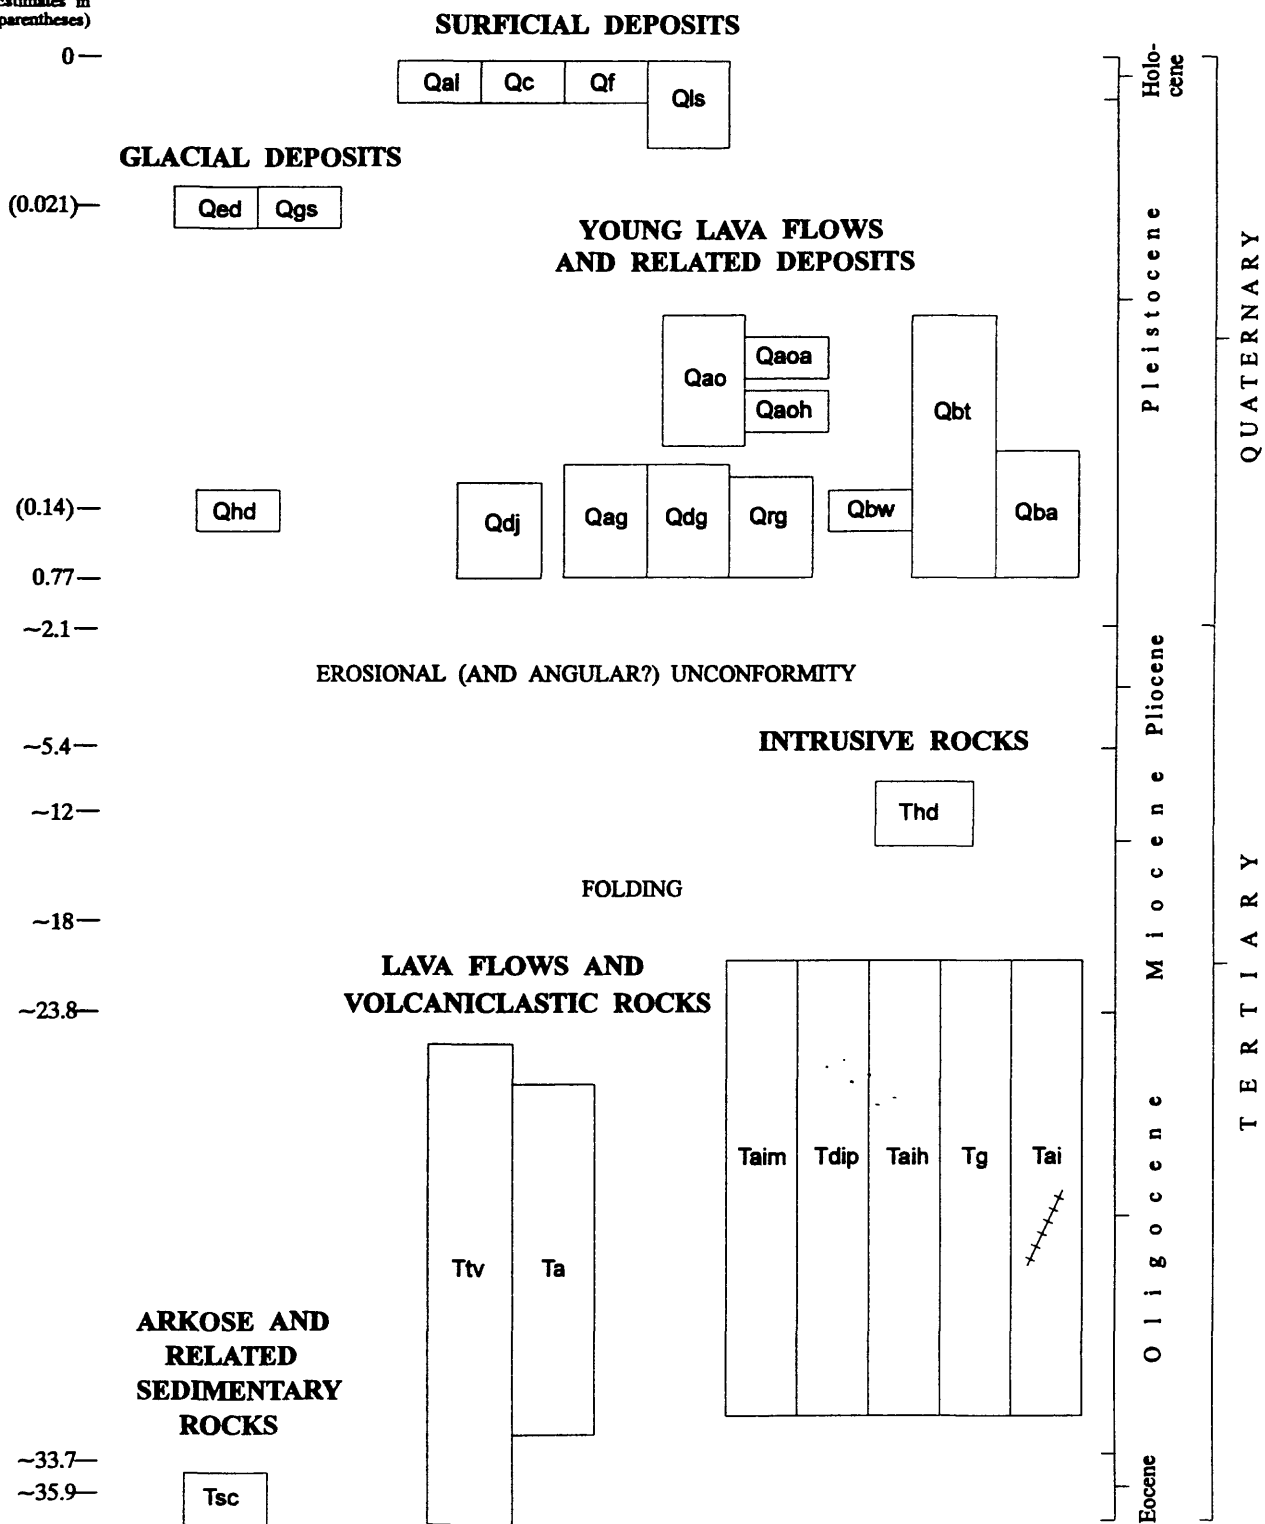 estimates in
parentheses)
SURFICIAL DEPOSITS
0
Qal Qc Qf Qls
Holo-
cene
GLACIAL DEPOSITS
(0.021)
Qed Qgs
YOUNG LAVA FLOWS
AND RELATED DEPOSITS
Pleistocene
QUATERNARY
Qao
Qaoa
Qaoh
Qbt
(0.14)
Qhd
Qdj
Qag
Qdg
Qrg
Qbw
Qba
0.77
~2.1
EROSIONAL (AND ANGULAR?) UNCONFORMITY
Pliocene
~5.4
INTRUSIVE ROCKS
~12
Thd
Miocene
FOLDING
~18
TERTIARY
LAVA FLOWS AND
VOLCANICLASTIC ROCKS
~23.8
Taim Tdip Taih Tg Tai
Oligocene
Ttv Ta
ARKOSE AND
RELATED
SEDIMENTARY
ROCKS
~33.7
~35.9
Tsc
Eocene